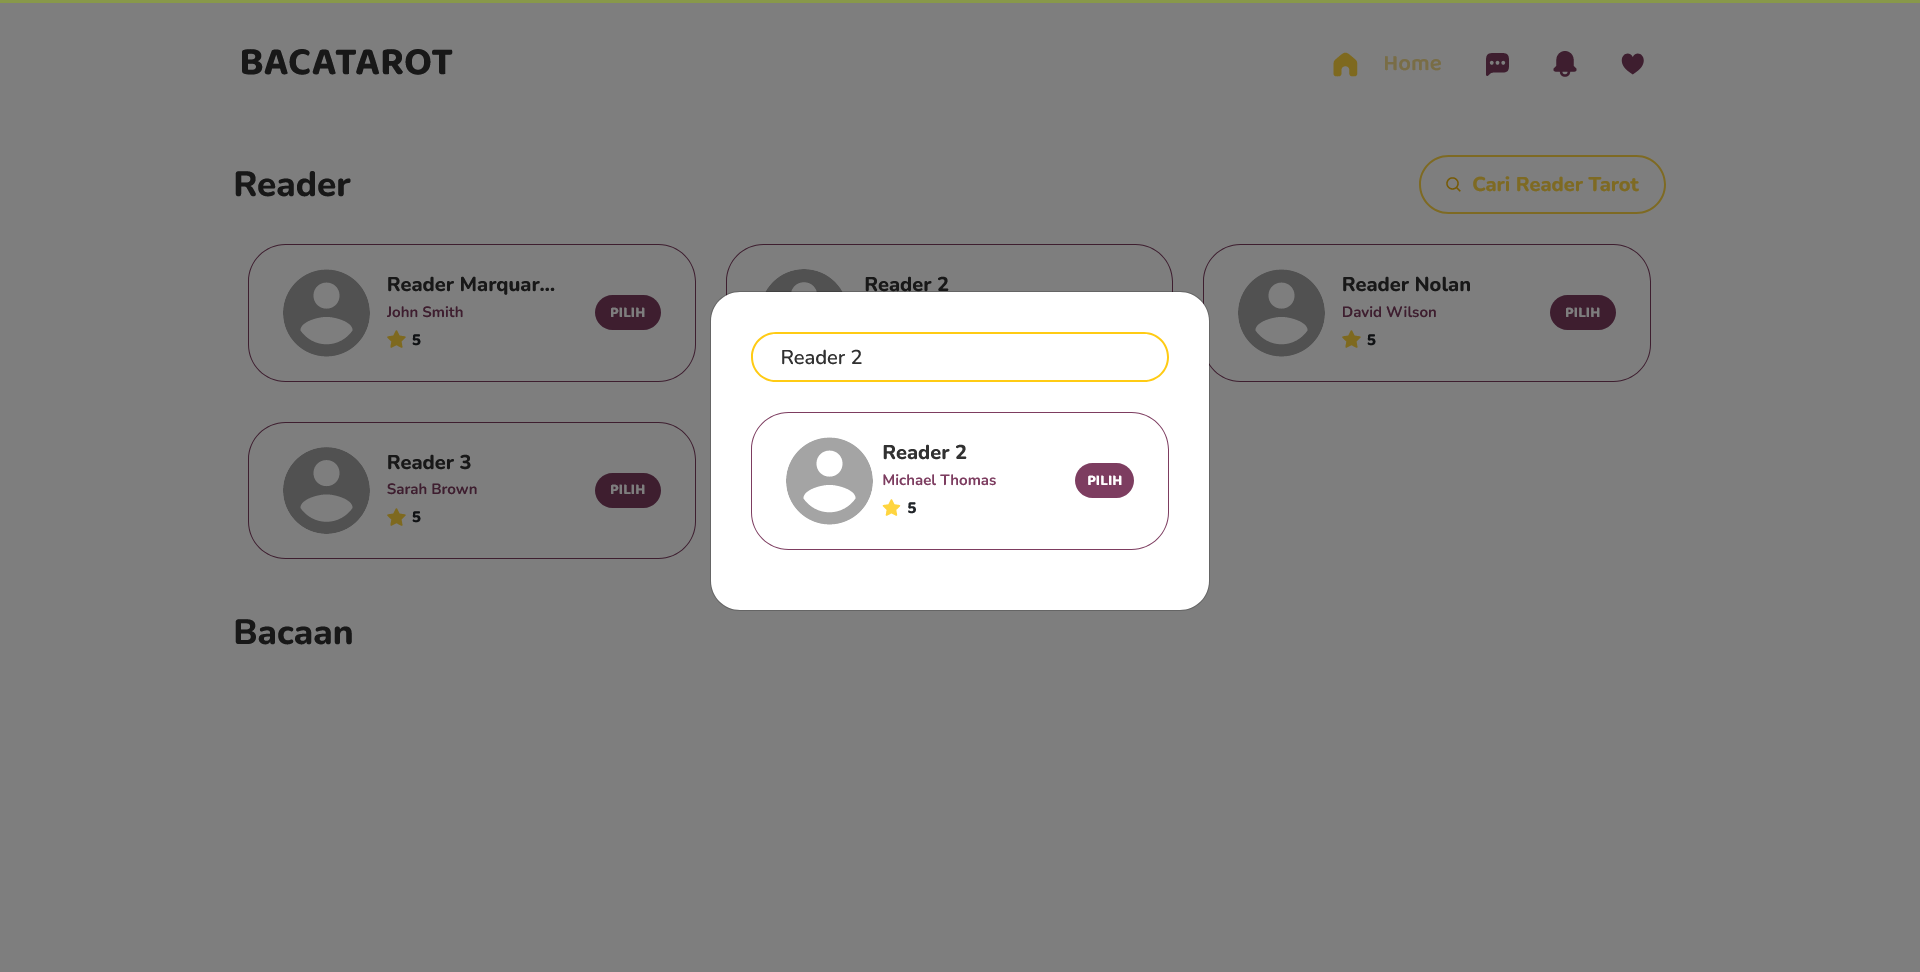 BACATAROT
Home
Reader
Cari Reader Tarot
Reader Marquar...
John Smith
5
PILIH
Reader 2
Reader Nolan
David Wilson
5
PILIH
Reader 2
Reader 2
Michael Thomas
5
PILIH
Reader 3
Sarah Brown
5
PILIH
Bacaan